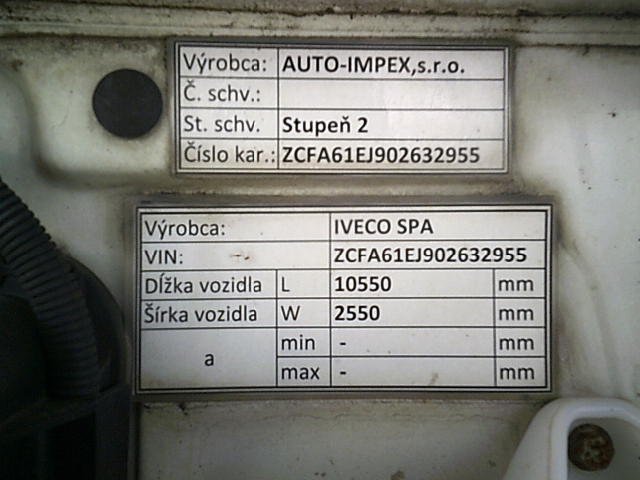 Výrobca: AUTO-IMPEX,s.r.o.
Č. schv.:
St. schv. Stupeň 2
Číslo kar.: ZCFA61EJ902632955
Výrobca: IVECO SPA
VIN: ZCFA61EJ902632955
Dĺžka vozidla L 10550 mm
Šírka vozidla W 2550 mm
a min - mm
max - mm